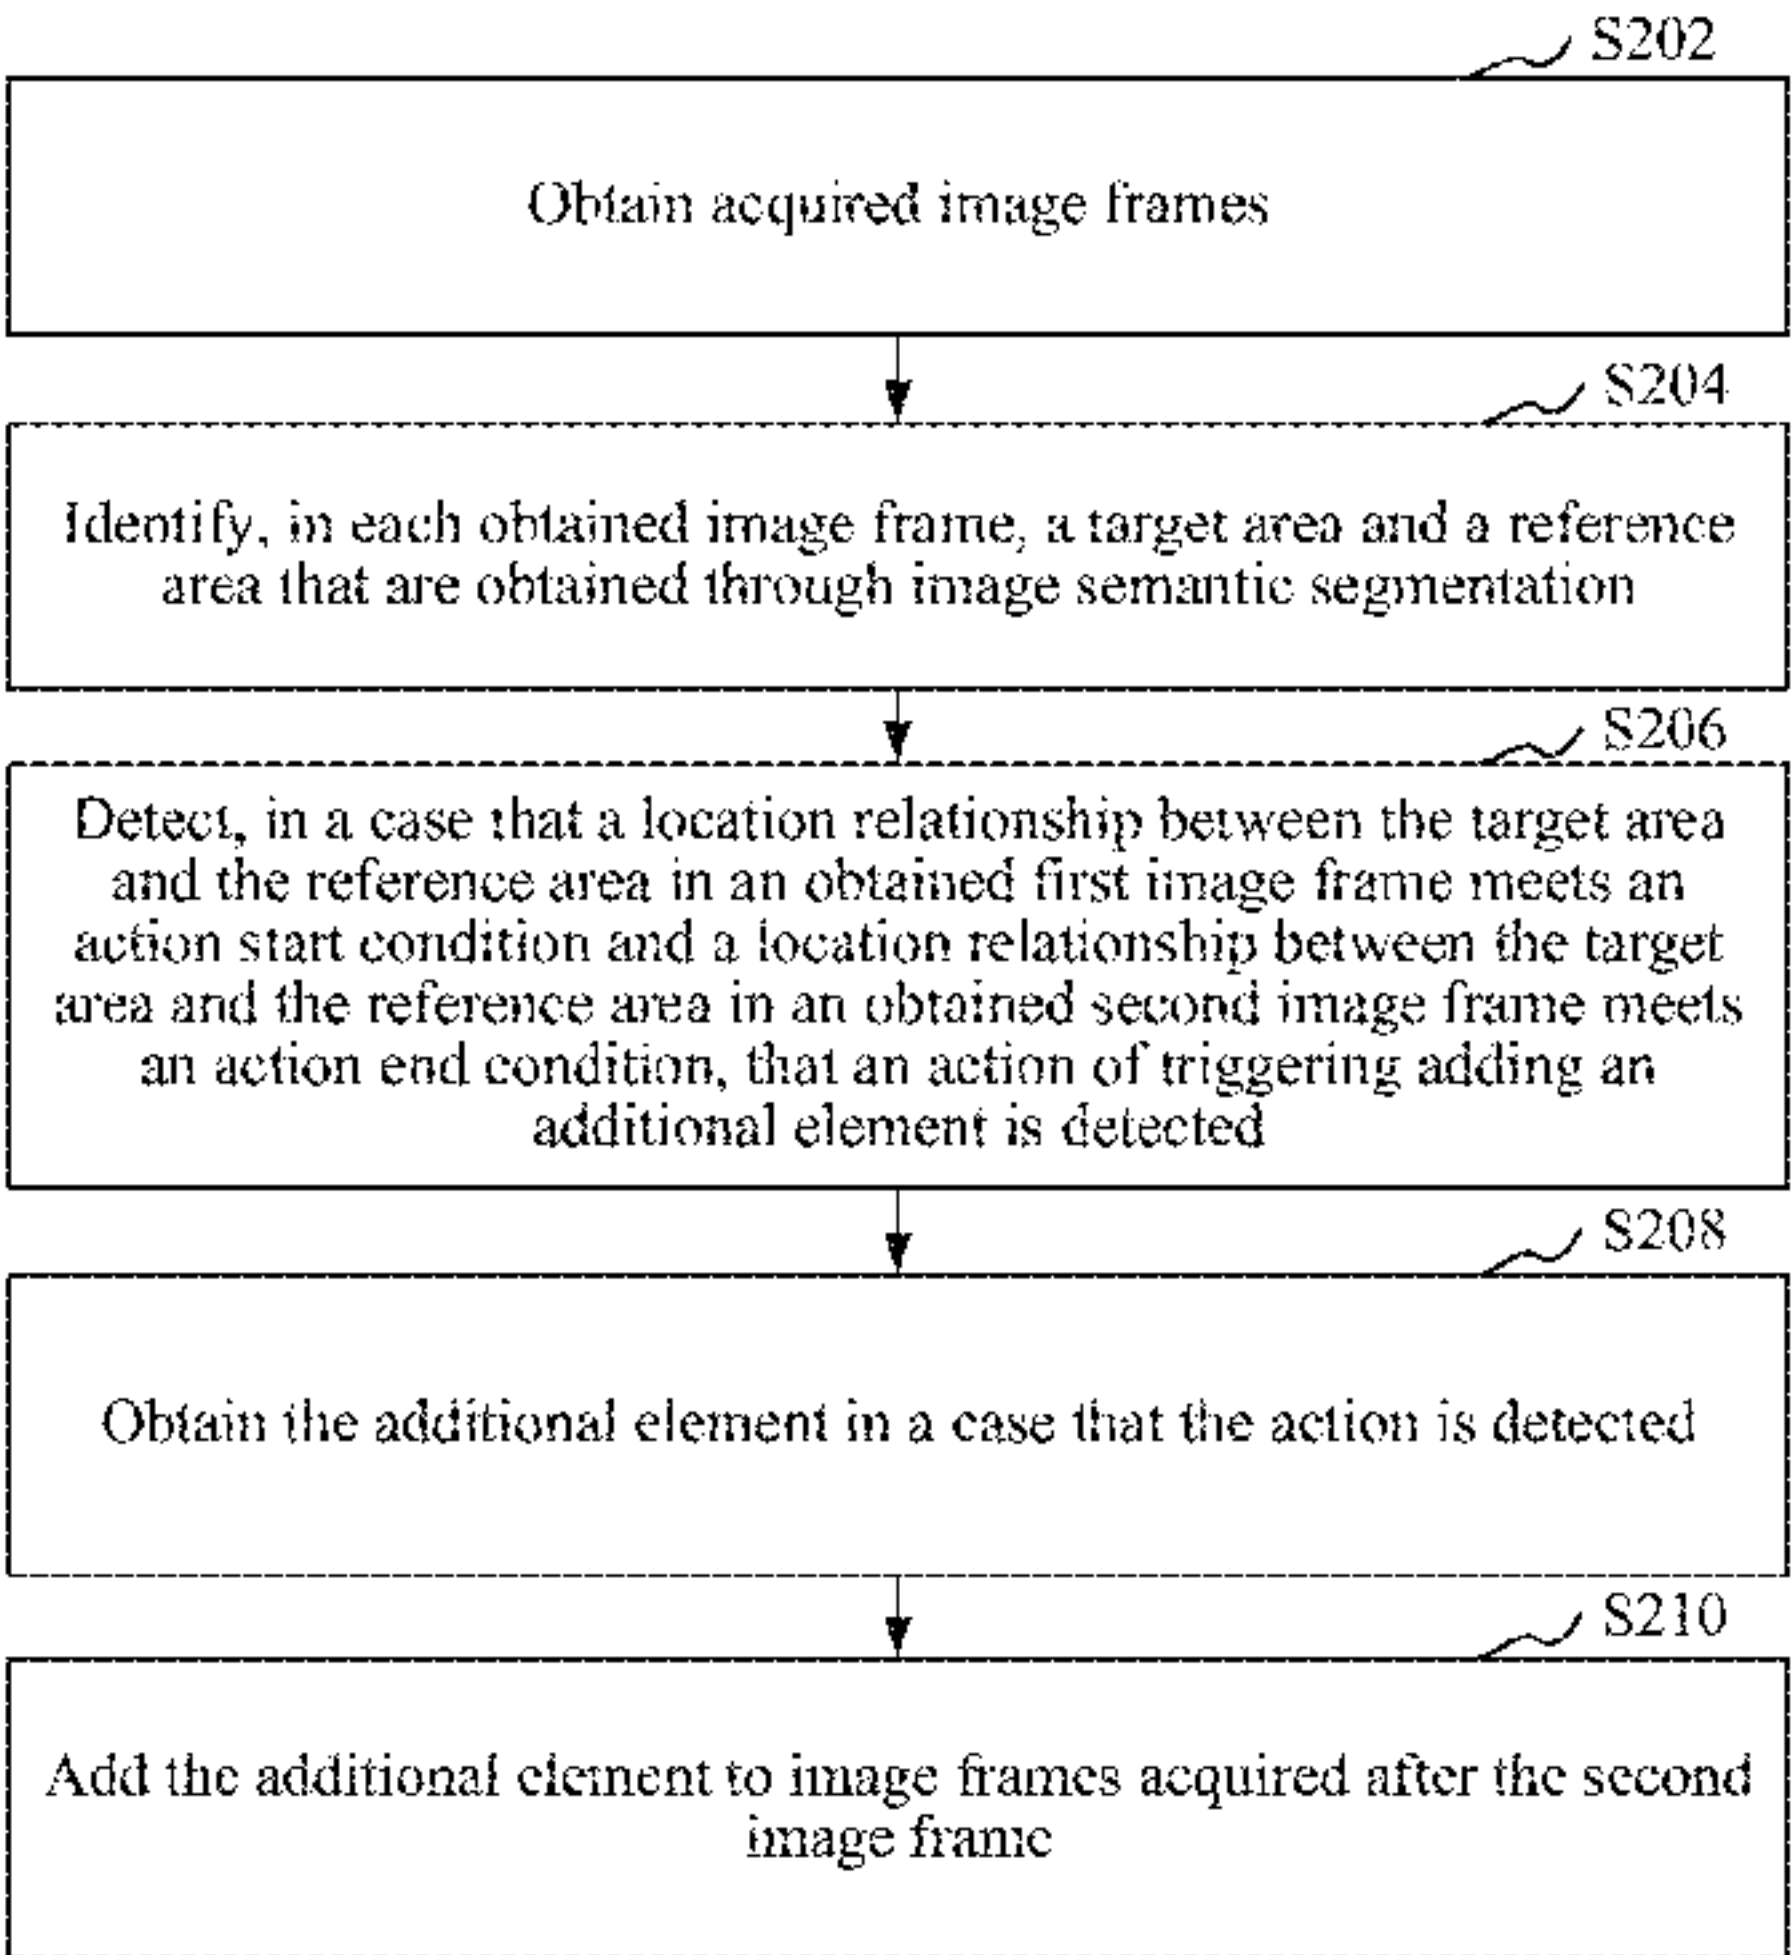 S202
Obtain acquired image frames
S204
Identify, in each obtained image frame, a target area and a reference
area that are obtained through image semantic segmentation
S206
Detect, in a case that a location relationship between the target area
and the reference area in an obtained first image frame meets an
action start condition and a location relationship between the target
area and the reference area in an obtained second image frame meets
an action end condition, that an action of triggering adding an
additional element is detected
S208
Obtain the additional element in a case that the action is detected
S210
Add the additional element to image frames acquired after the second
image frame